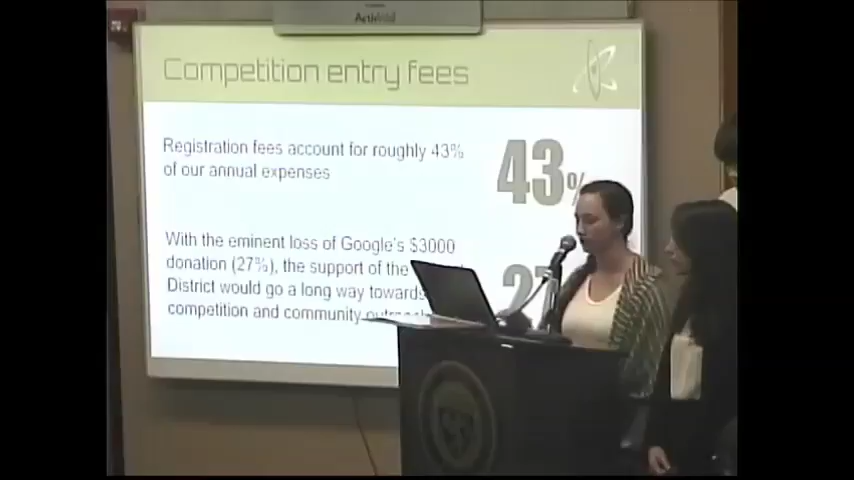 Competition entry fees
Registration fees account for roughly 43%
of our annual expenses
43%
With the eminent loss of Google's $3000
donation (27%), the support of the
District would go a long way towards
competition and community
27